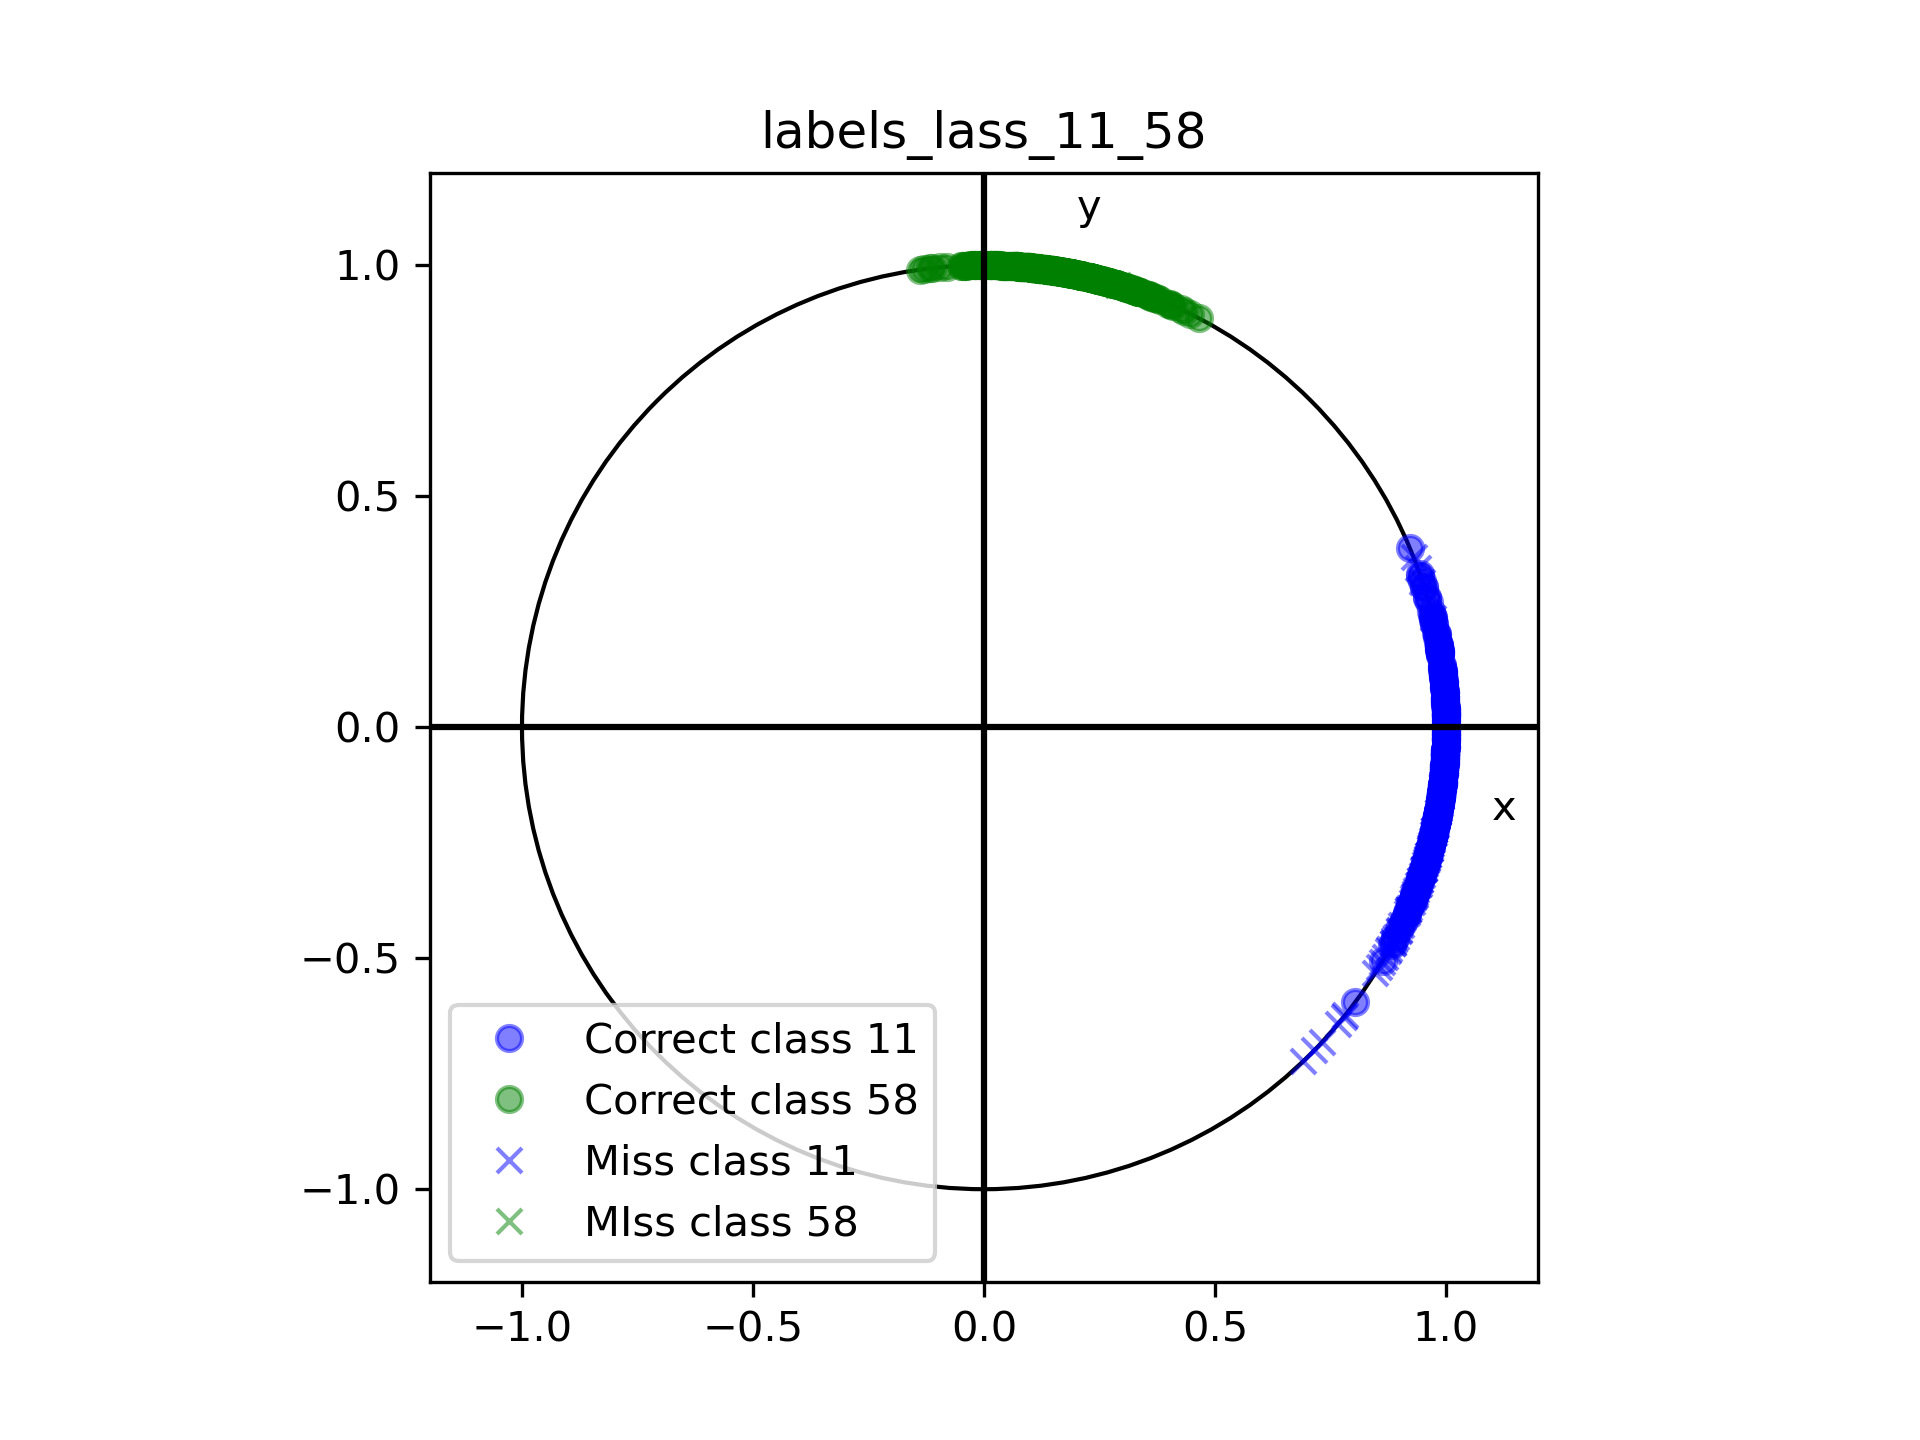 labels_lass_11_58
y
1.0
0.5
0.0
−0.5
−1.0
x
Correct class 11
Correct class 58
Miss class 11
MIss class 58
−1.0 −0.5 0.0 0.5 1.0